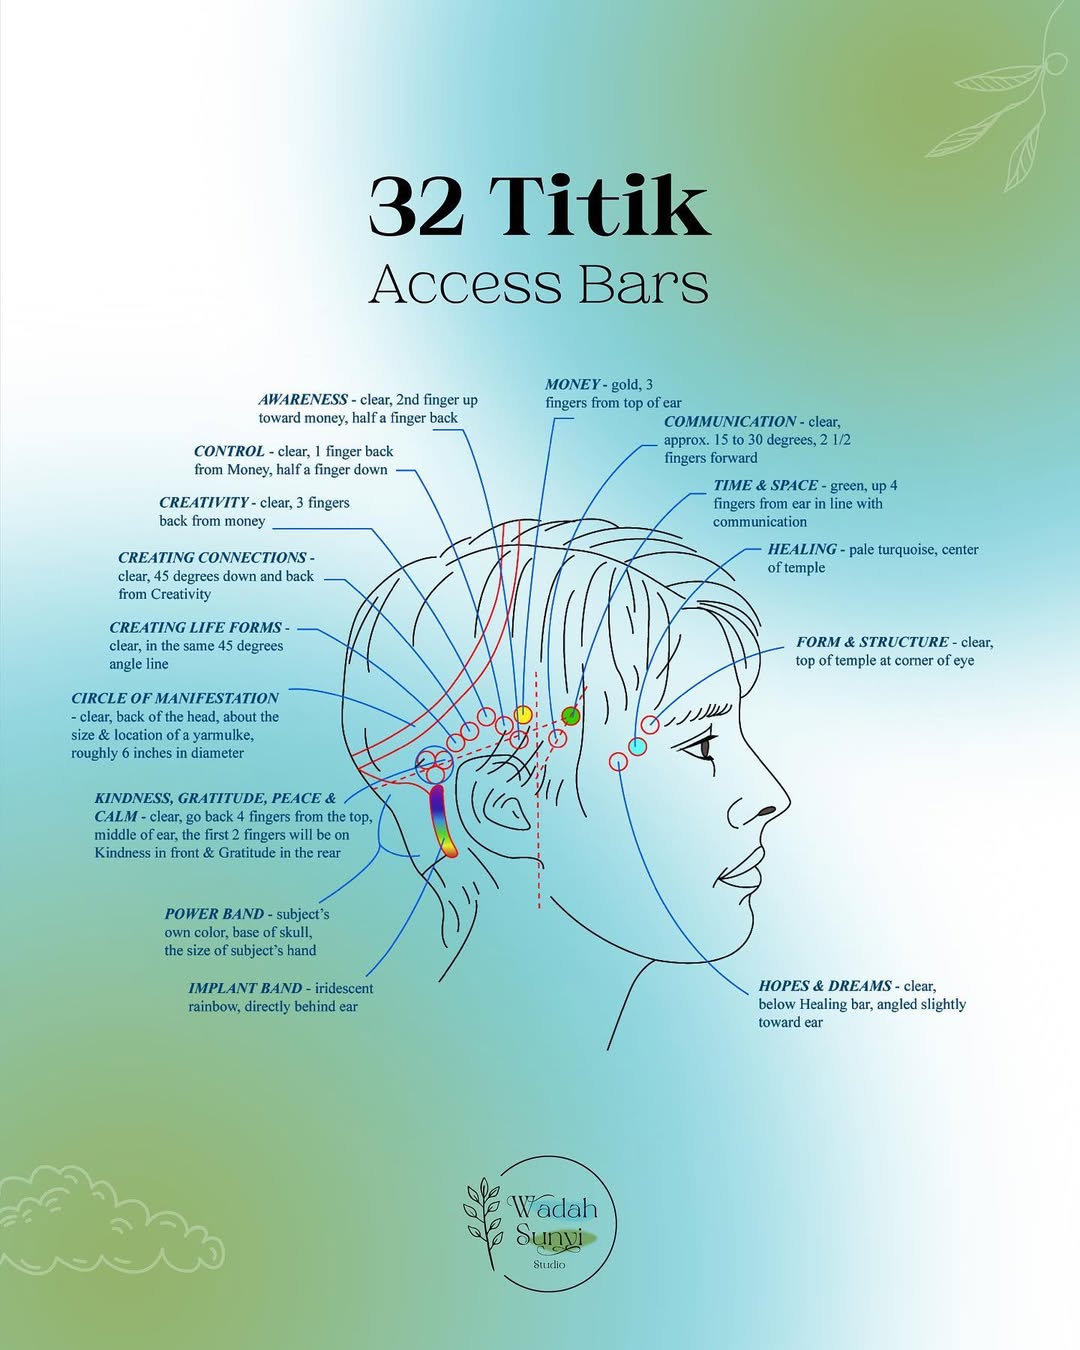 32 Titik
Access Bars
AWARENESS - clear, 2nd finger up
toward money, half a finger back
MONEY - gold, 3
fingers from top of ear
COMMUNICATION - clear,
approx. 15 to 30 degrees, 2 1/2
fingers forward
CONTROL - clear, 1 finger back
from Money, half a finger down
TIME & SPACE - green, up 4
fingers from ear in line with
communication
CREATIVITY - clear, 3 fingers
back from money
HEALING - pale turquoise, center
of temple
CREATING CONNECTIONS -
clear, 45 degrees down and back
from Creativity
CREATING LIFE FORMS -
clear, in the same 45 degrees
angle line
FORM & STRUCTURE - clear,
top of temple at corner of eye
CIRCLE OF MANIFESTATION
- clear, back of the head, about the
size & location of a yarmulke,
roughly 6 inches in diameter
KINDNESS, GRATITUDE, PEACE &
CALM - clear, go back 4 fingers from the top,
middle of ear, the first 2 fingers will be on
Kindness in front & Gratitude in the rear
POWER BAND - subject's
own color, base of skull,
the size of subject's hand
IMPLANT BAND - iridescent
rainbow, directly behind ear
HOPES & DREAMS - clear,
below Healing bar, angled slightly
toward ear
Wadah
Sunyi
Studio